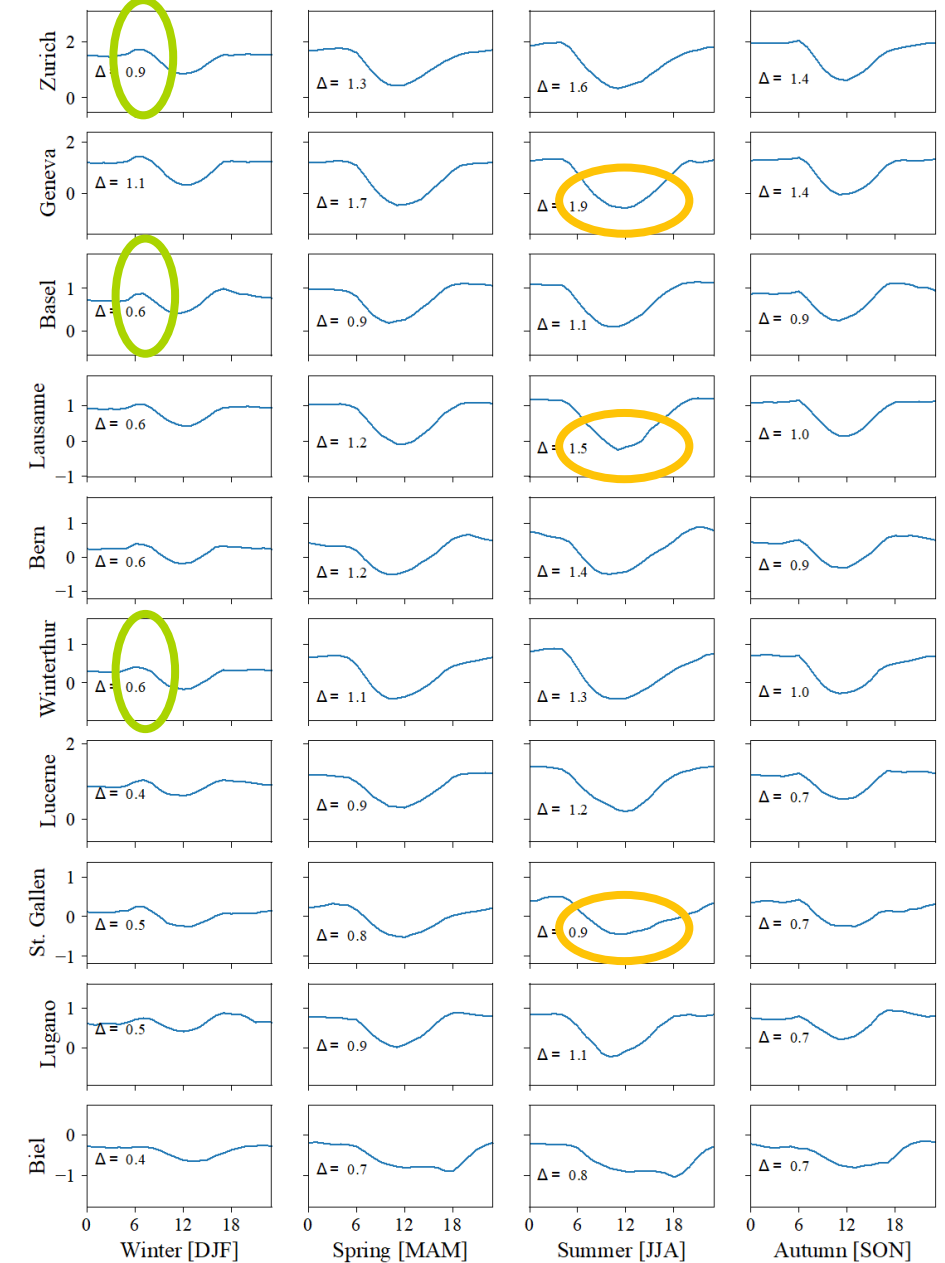 Zurich
2
0
Δ = 0.9
Δ = 1.3
Δ = 1.6
Δ = 1.4
Geneva
2
0
Δ = 1.1
Δ = 1.7
Δ = 1.9
Δ = 1.4
Basel
1
0
Δ = 0.6
Δ = 0.9
Δ = 1.1
Δ = 0.9
Lausanne
1
0
−1
Δ = 0.6
Δ = 1.2
Δ = 1.5
Δ = 1.0
Bern
1
0
−1
Δ = 0.6
Δ = 1.2
Δ = 1.4
Δ = 0.9
Winterthur
1
0
Δ = 0.6
Δ = 1.1
Δ = 1.3
Δ = 1.0
Lucerne
2
0
Δ = 0.4
Δ = 0.9
Δ = 1.2
Δ = 0.7
St. Gallen
1
0
−1
Δ = 0.5
Δ = 0.8
Δ = 0.9
Δ = 0.7
Lugano
1
0
Δ = 0.5
Δ = 0.9
Δ = 1.1
Δ = 0.7
Biel
0
−1
Δ = 0.4
Δ = 0.7
Δ = 0.8
Δ = 0.7
0 6 12 18
0 6 12 18
0 6 12 18
0 6 12 18
Winter [DJF]
Spring [MAM]
Summer [JJA]
Autumn [SON]